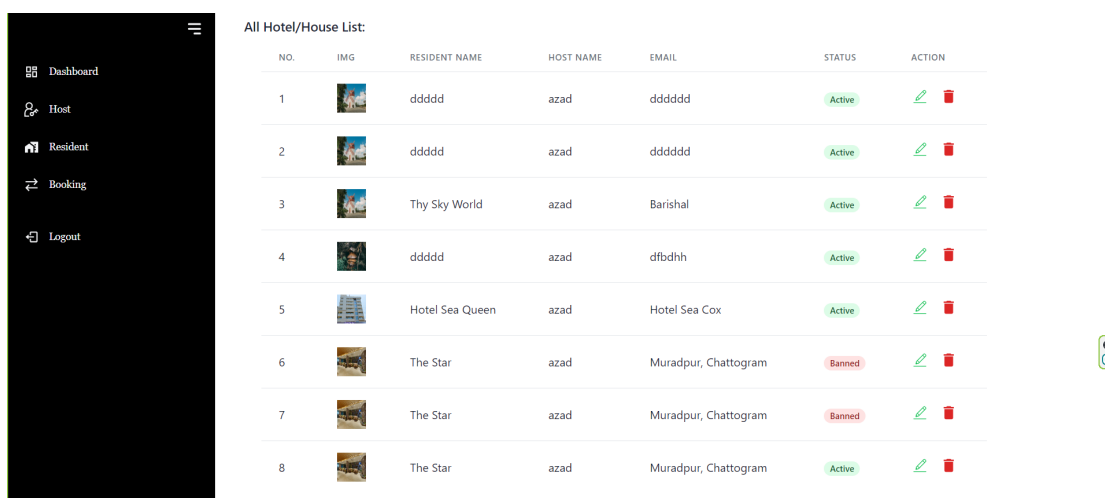 All Hotel/House List:
NO. IMG RESIDENT NAME HOST NAME EMAIL STATUS ACTION
Dashboard
Host
Resident
Booking
Logout
1 ddddd azad dddddd Active
2 ddddd azad dddddd Active
3 Thy Sky World azad Barishal Active
4 ddddd azad dfbdhh Active
5 Hotel Sea Queen azad Hotel Sea Cox Active
6 The Star azad Muradpur, Chattogram Banned
7 The Star azad Muradpur, Chattogram Banned
8 The Star azad Muradpur, Chattogram Active